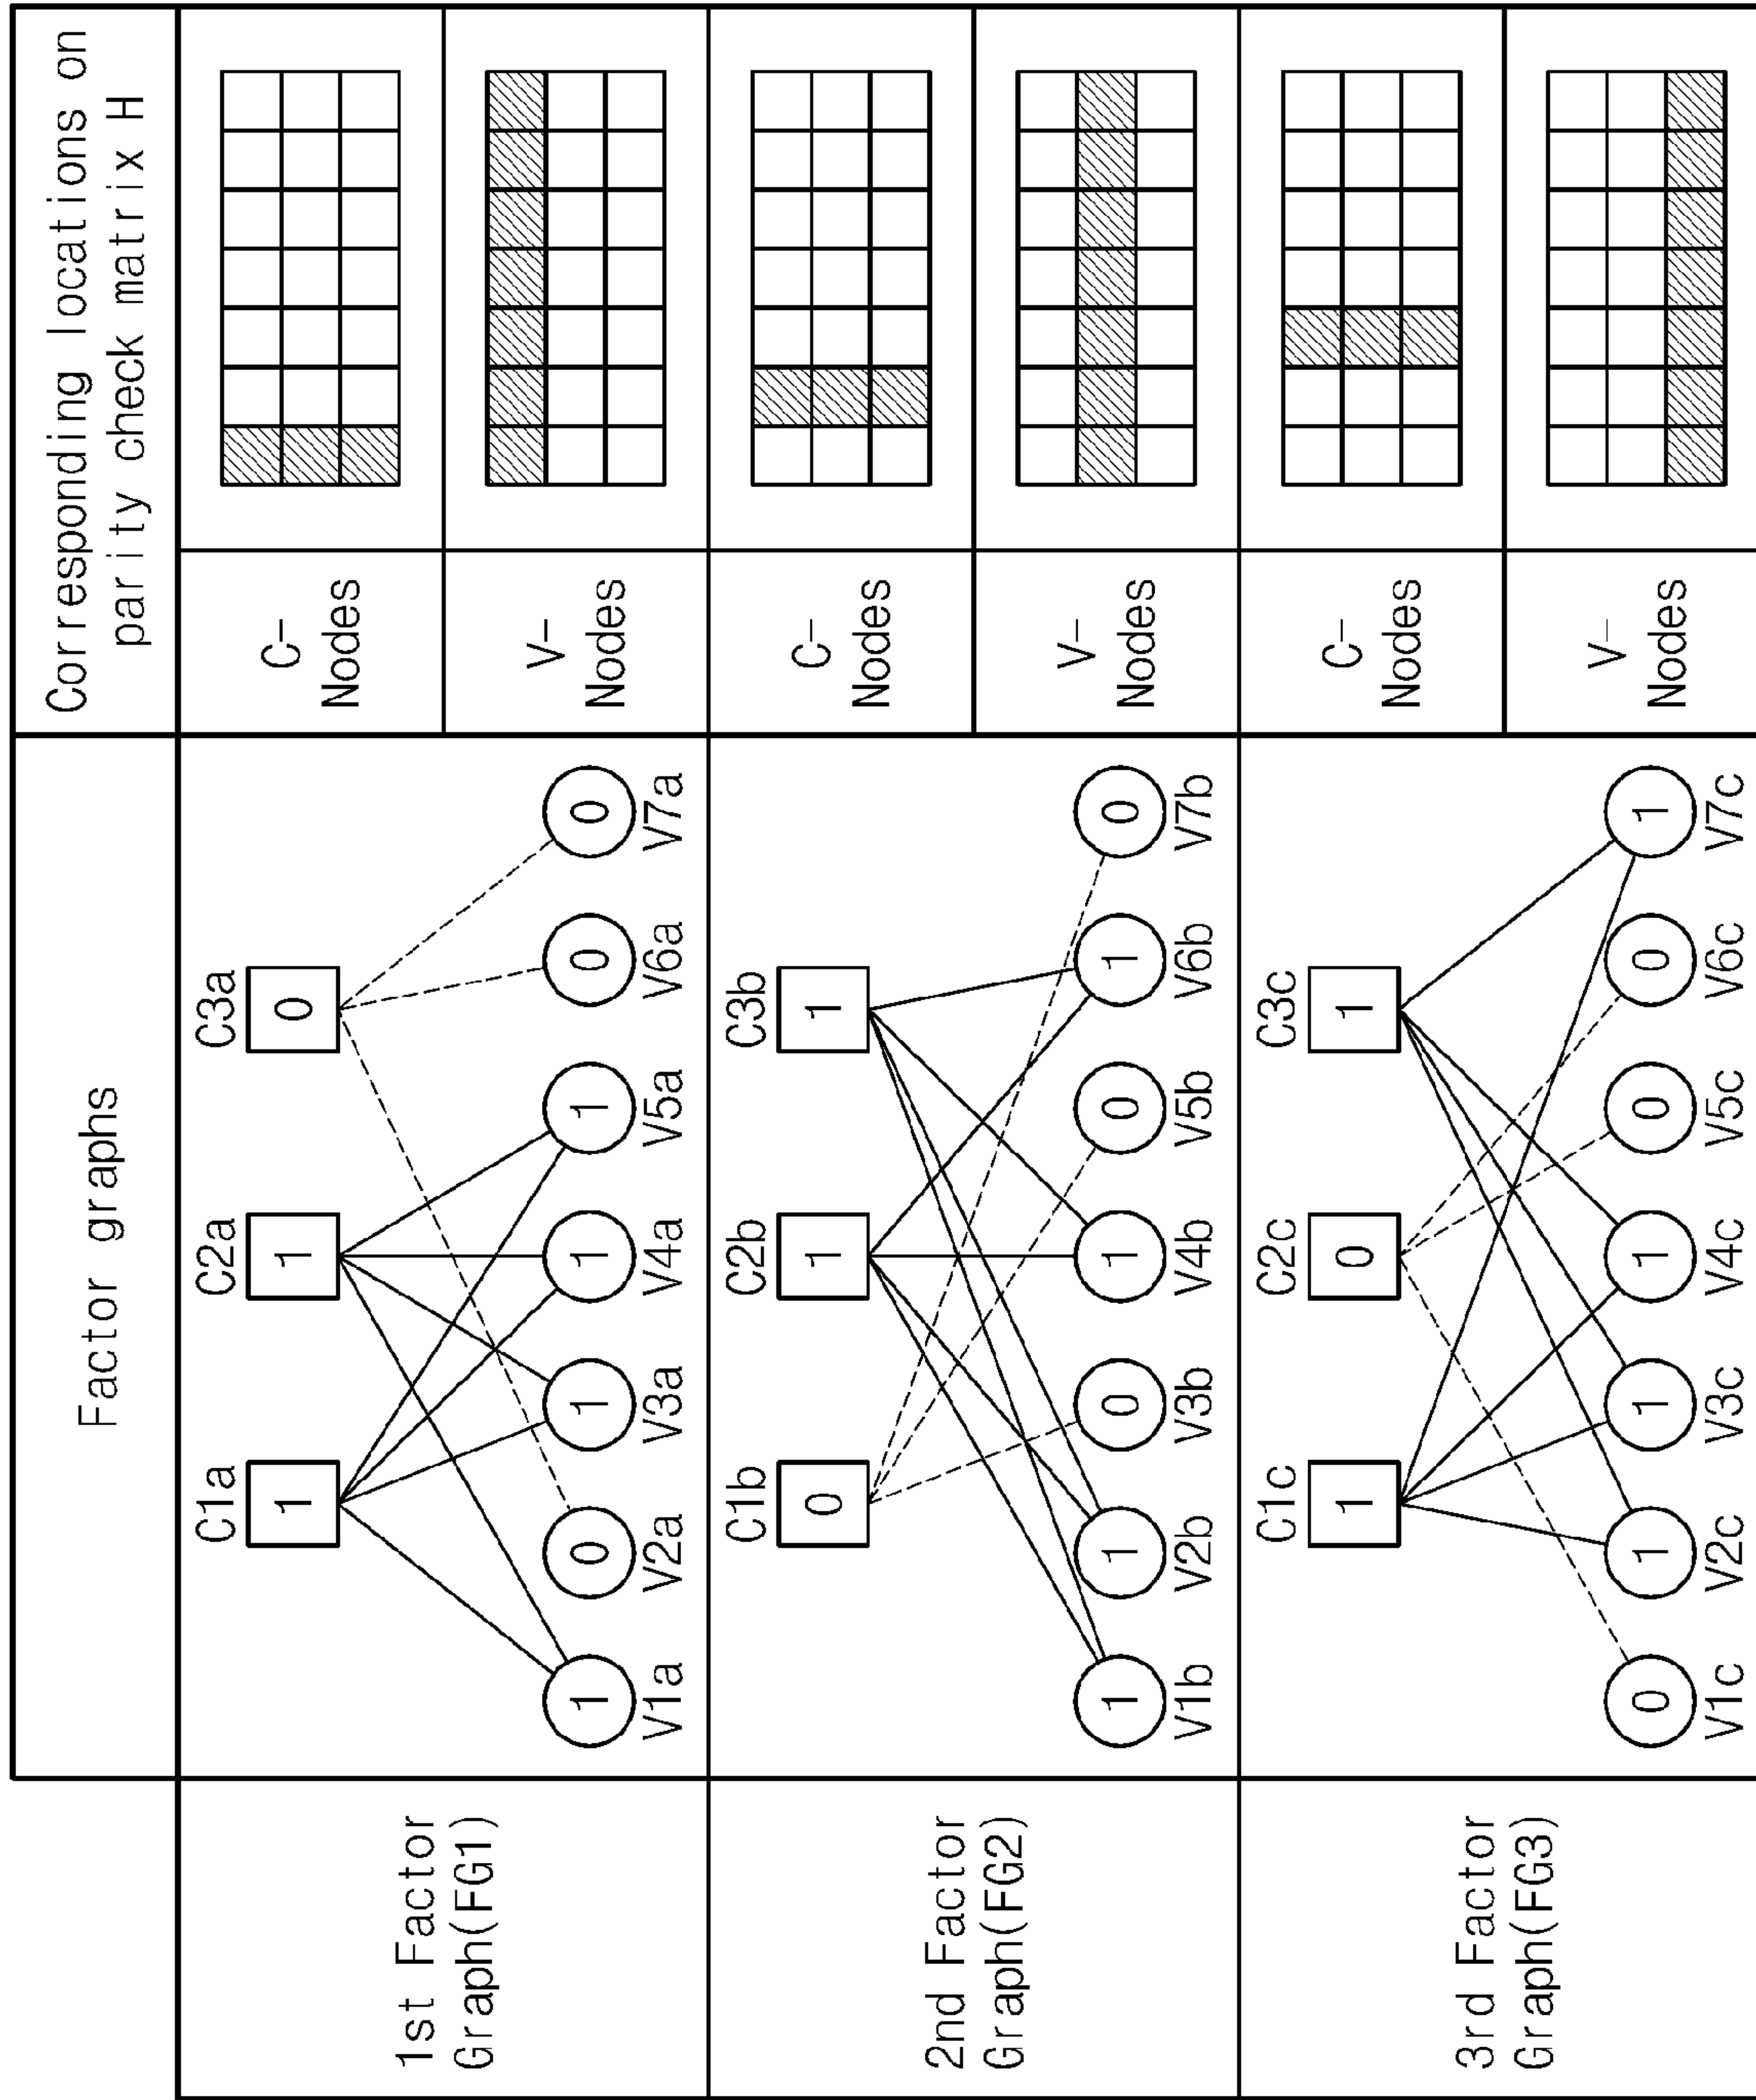 Factor graphs
Corresponding locations on
parity check matrix H
1st Factor
Graph(FG1)
C1a C2a C3a
1 1 0
1 0 1 1 1 0 0
V1a V2a V3a V4a V5a V6a V7a
C-
Nodes
V-
Nodes
2nd Factor
Graph(FG2)
C1b C2b C3b
0 1 1
1 1 0 1 0 1 0
V1b V2b V3b V4b V5b V6b V7b
C-
Nodes
V-
Nodes
3rd Factor
Graph(FG3)
C1c C2c C3c
1 0 1
0 1 1 1 0 0 1
V1c V2c V3c V4c V5c V6c V7c
C-
Nodes
V-
Nodes